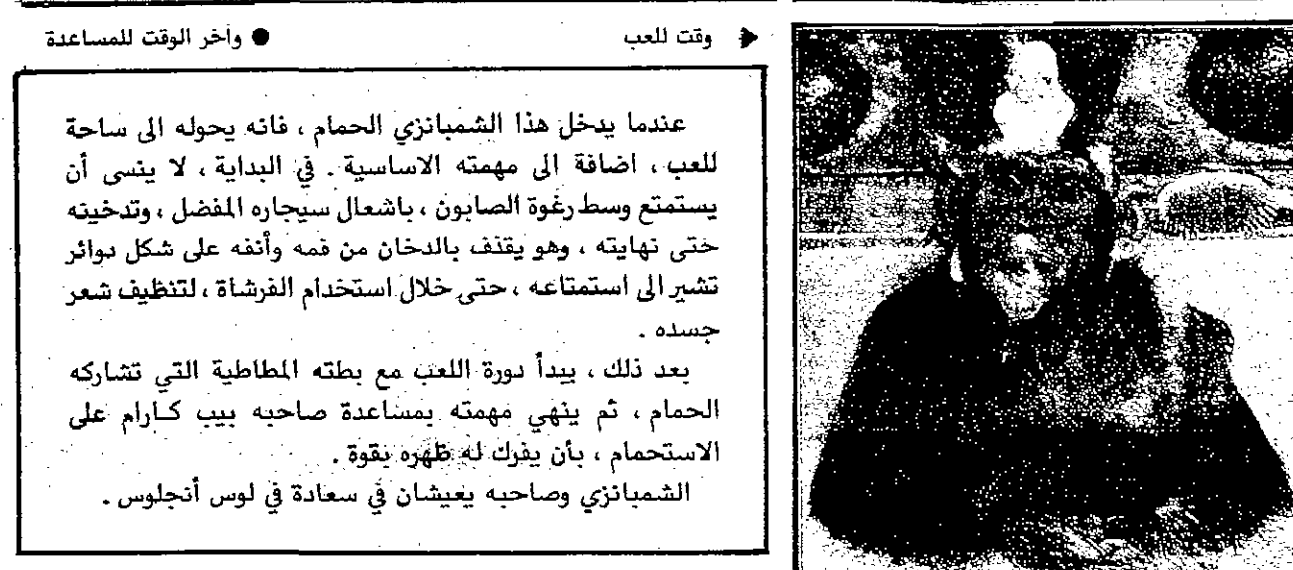 وقت للعب
● وآخر الوقت للمساعدة
عندما يدخل هذا الشمبانزي الحمام ، فانه يحوله الى ساحة
للعب ، اضافة الى مهمته الاساسية . في البداية ، لا ينسى أن
يستمتع وسط رغوة الصابون ، باشعال سيجاره المفضل ، وتدخينه
حتى نهايته ، وهو يقذف بالدخان من فمه وأنفه على شكل دوائر
تشير الى استمتاعه ، حتى خلال استخدام الفرشاة ، لتنظيف شعر
جسده .
بعد ذلك ، يبدأ دورة اللعب مع بطته المطاطية التي تشاركه
الحمام ، ثم ينهي مهمته بمساعدة صاحبه بيب كارام على
الاستحمام ، بأن يفرك له ظهره بقوة .
الشمبانزي وصاحبه يعيشان في سعادة في لوس أنجلوس .